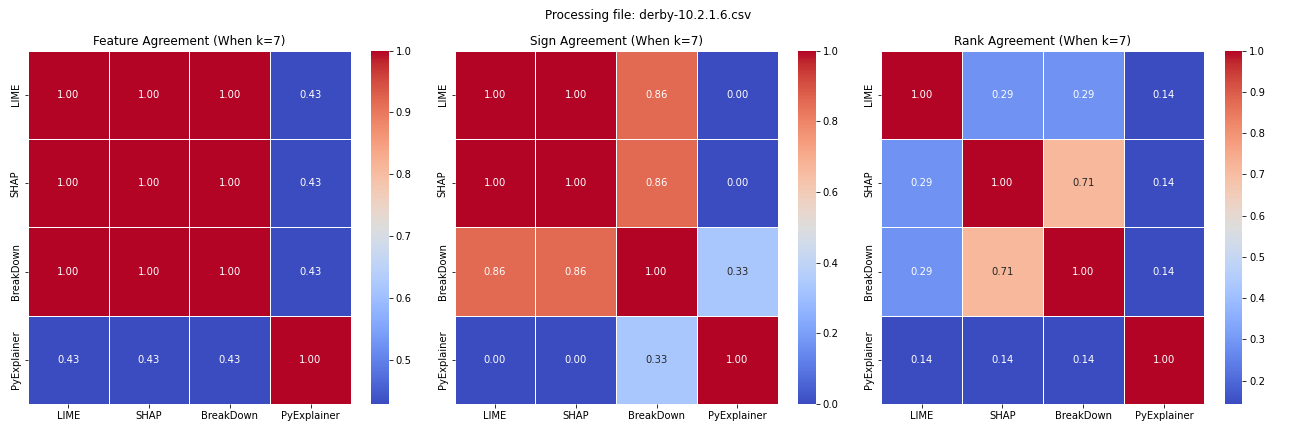 Processing file: derby-10.2.1.6.csv
Feature Agreement (When k=7)
LIME
SHAP
BreakDown
PyExplainer
1.00 1.00 1.00 0.43
1.00 1.00 1.00 0.43
1.00 1.00 1.00 0.43
0.43 0.43 0.43 1.00
LIME SHAP BreakDown PyExplainer
1.0
0.9
0.8
0.7
0.6
0.5
Sign Agreement (When k=7)
LIME
SHAP
BreakDown
PyExplainer
1.00 1.00 0.86 0.00
1.00 1.00 0.86 0.00
0.86 0.86 1.00 0.33
0.00 0.00 0.33 1.00
LIME SHAP BreakDown PyExplainer
1.0
0.8
0.6
0.4
0.2
0.0
Rank Agreement (When k=7)
LIME
SHAP
BreakDown
PyExplainer
1.00 0.29 0.29 0.14
0.29 1.00 0.71 0.14
0.29 0.71 1.00 0.14
0.14 0.14 0.14 1.00
LIME SHAP BreakDown PyExplainer
1.0
0.9
0.8
0.7
0.6
0.5
0.4
0.3
0.2